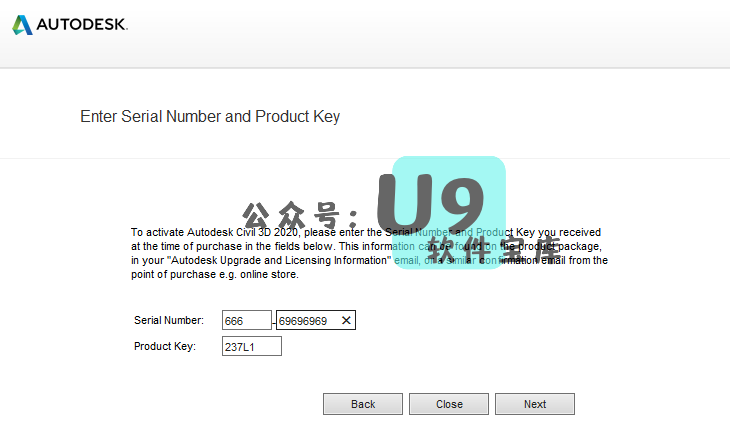 AUTODESK.
Enter Serial Number and Product Key
公众号：U9
软件宝库
To activate Autodesk Civil 3D 2020, please enter the Serial Number and Product Key you received
at the time of purchase in the fields below. This information can be found on the product package,
in your "Autodesk Upgrade and Licensing Information" email, or a similar confirmation email from the
point of purchase e.g. online store.
Serial Number: 666 - 69696969
Product Key: 237L1
Back Close Next